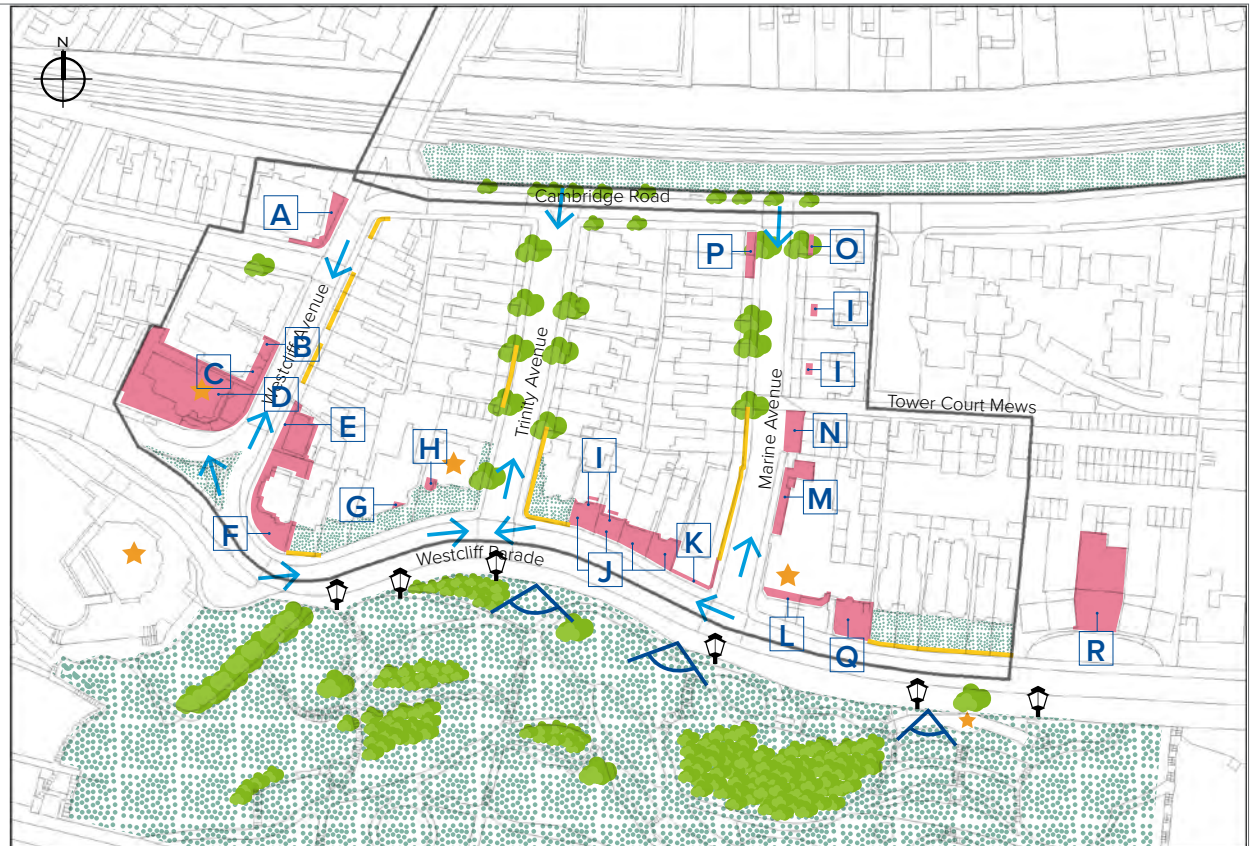 N
Cambridge Road
A
P
O
I
B
Westcliff Avenue
C
D
I
Trinity Avenue
Marine Avenue
Tower Court Mews
E
N
H
I
M
G
F
K
J
Westcliff Parade
L
Q
R